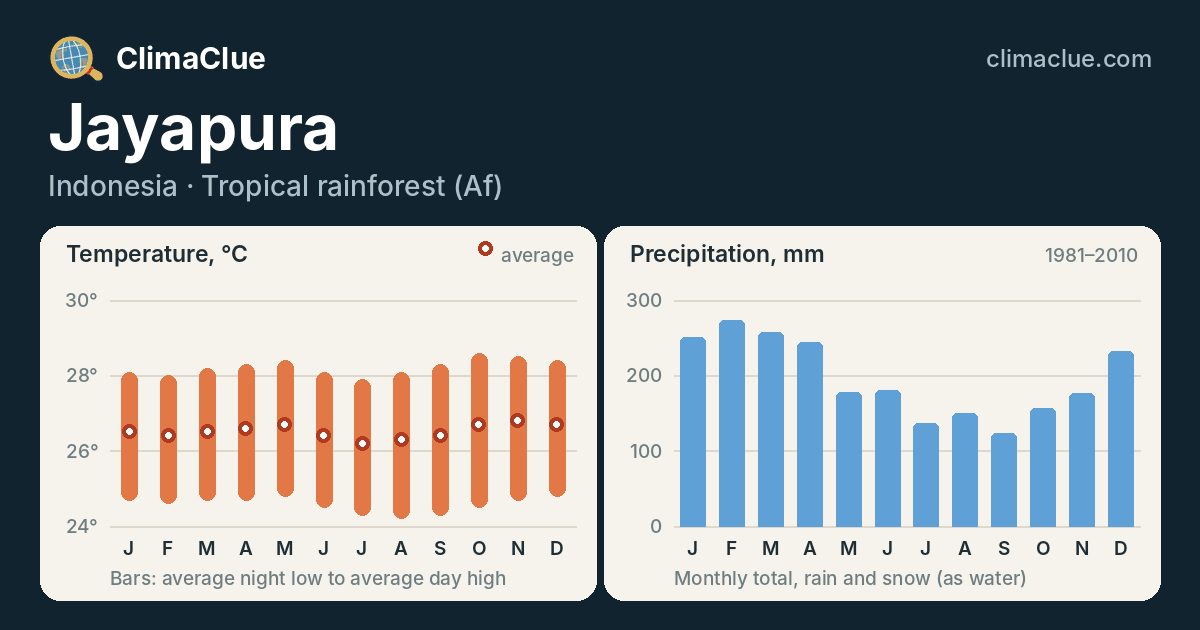 ClimaClue
climaclue.com
Jayapura
Indonesia · Tropical rainforest (Af)
Temperature, °C
average
30°
28°
26°
24°
J F M A M J J A S O N D
Bars: average night low to average day high
Precipitation, mm
1981–2010
300
200
100
0
J F M A M J J A S O N D
Monthly total, rain and snow (as water)